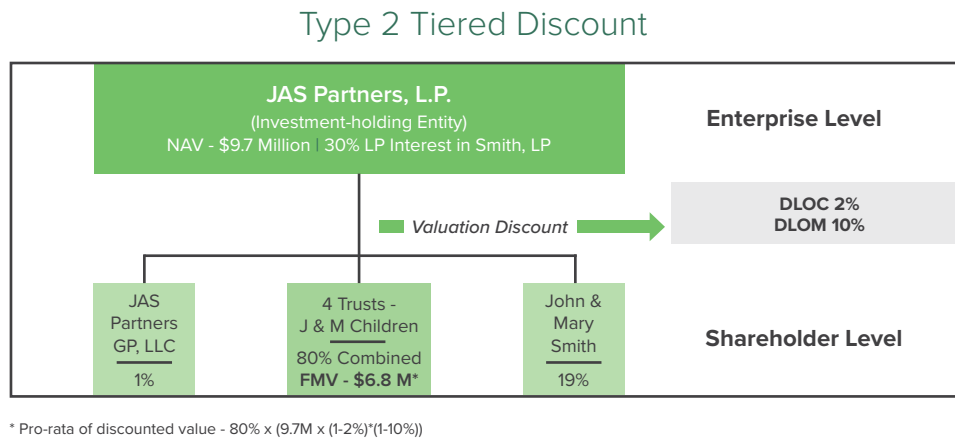 Type 2 Tiered Discount
JAS Partners, L.P.
(Investment-holding Entity)
NAV - $9.7 Million | 30% LP Interest in Smith, LP
Enterprise Level
DLOC 2%
DLOM 10%
Valuation Discount
JAS
Partners
GP, LLC
1%
4 Trusts -
J & M Children
80% Combined
FMV - $6.8 M*
John &
Mary
Smith
19%
Shareholder Level
* Pro-rata of discounted value - 80% x (9.7M x (1-2%)*(1-10%))